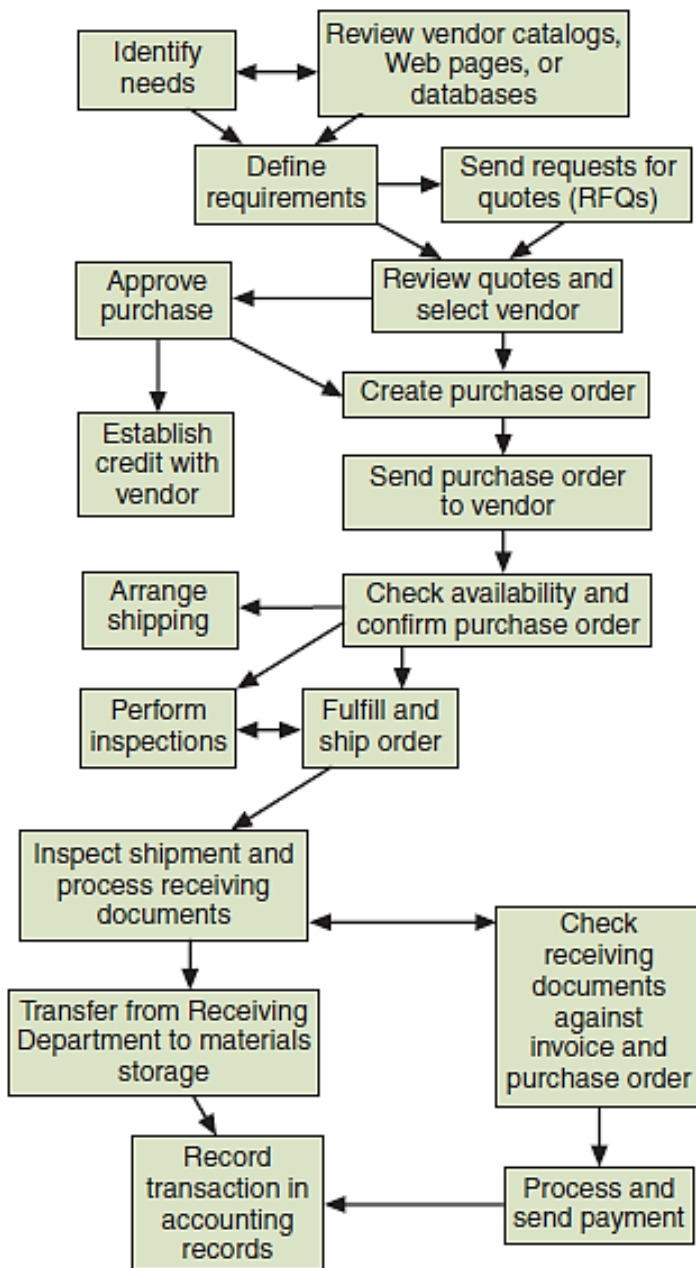 Identify
needs
Review vendor catalogs,
Web pages, or
databases
Define
requirements
Send requests for
quotes (RFQs)
Approve
purchase
Review quotes and
select vendor
Create purchase order
Establish
credit with
vendor
Send purchase order
to vendor
Arrange
shipping
Check availability and
confirm purchase order
Perform
inspections
Fulfill and
ship order
Inspect shipment and
process receiving
documents
Check
receiving
documents
against
invoice and
purchase order
Transfer from Receiving
Department to materials
storage
Record
transaction in
accounting
records
Process and
send payment